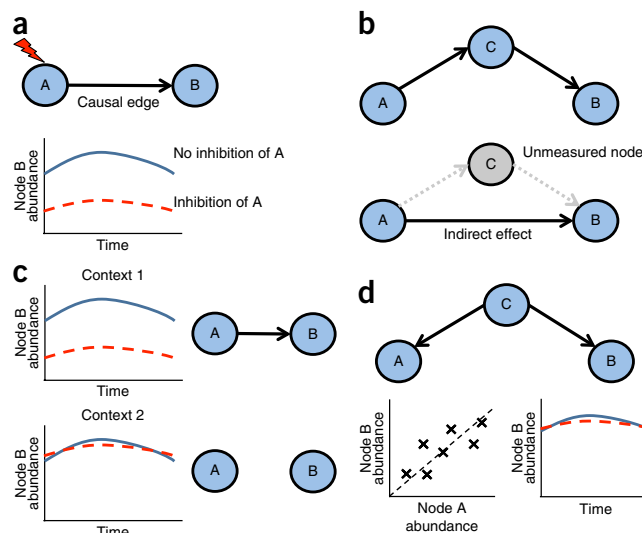 a
A
B
Causal edge
Node B
abundance
No inhibition of A
Inhibition of A
Time
b
C
A
B
C
Unmeasured node
A
B
Indirect effect
c
Context 1
Node B
abundance
Time
A
B
Context 2
Node B
abundance
Time
A
B
d
C
A
B
Node B
abundance
Node A
abundance
Node B
abundance
Time